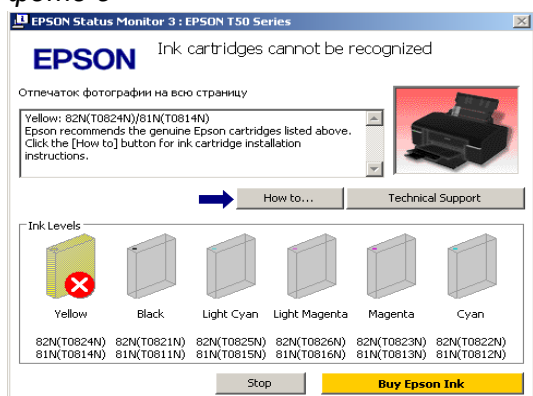 фото 6
EPSON Status Monitor 3 : EPSON T50 Series
EPSON
Ink cartridges cannot be recognized
Отпечаток фотографии на всю страницу
Yellow: 82N(T0824N)/81N(T0814N)
Epson recommends the genuine Epson cartridges listed above.
Click the [How to] button for ink cartridge installation
instructions.
How to... Technical Support
Ink Levels
Yellow Black Light Cyan Light Magenta Magenta Cyan
82N(T0824N) 82N(T0821N) 82N(T0825N) 82N(T0826N) 82N(T0823N) 82N(T0822N)
81N(T0814N) 81N(T0811N) 81N(T0815N) 81N(T0816N) 81N(T0813N) 81N(T0812N)
Stop Buy Epson Ink